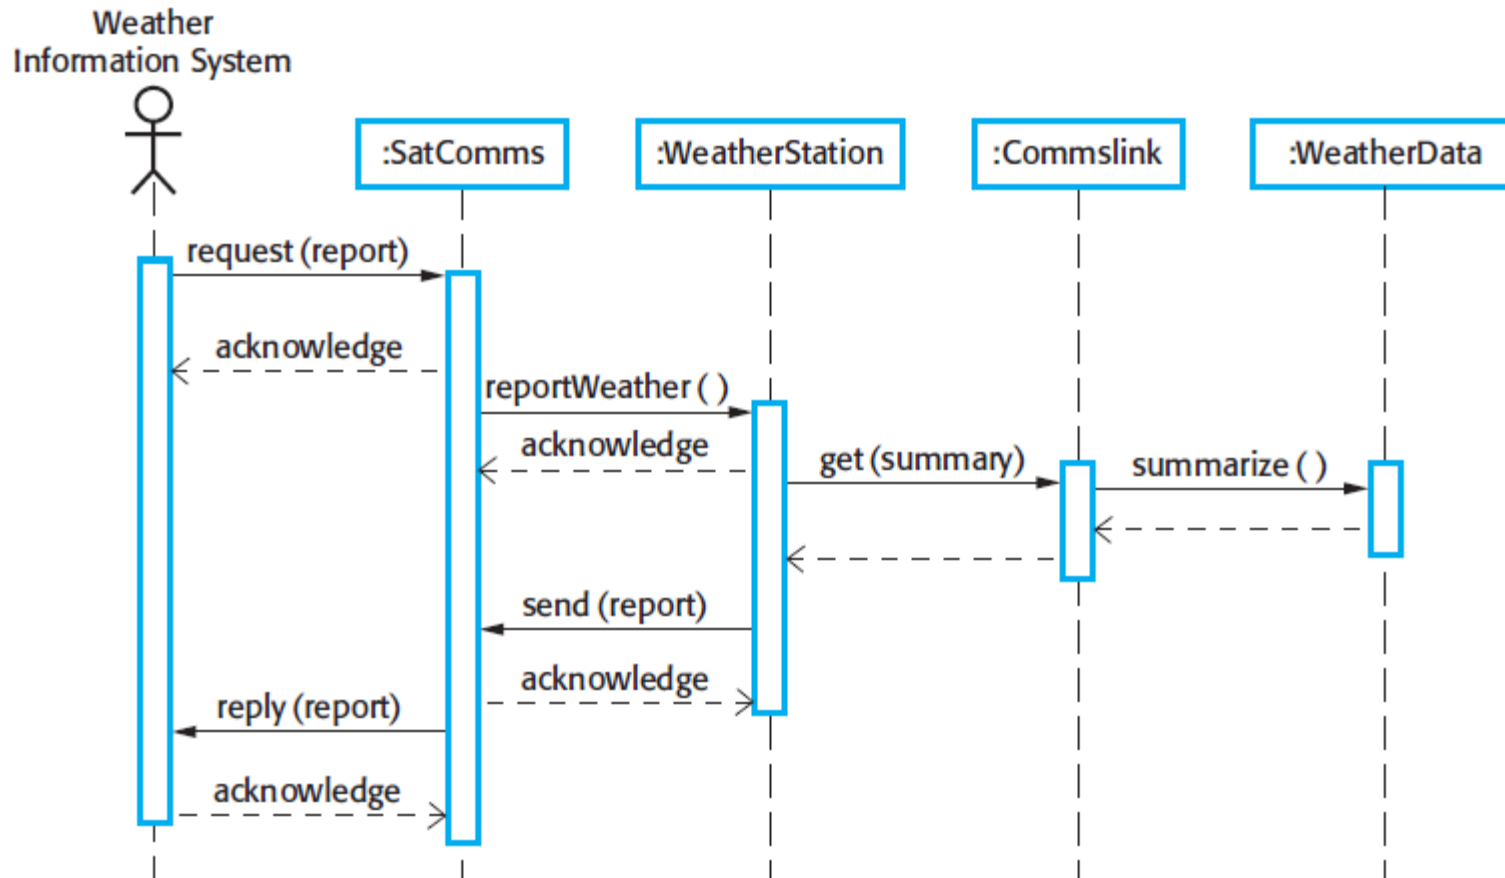 Weather
Information System
:SatComms
:WeatherStation
:Commslink
:WeatherData
request (report)
acknowledge
reportWeather ( )
acknowledge
get (summary)
summarize ( )
send (report)
acknowledge
reply (report)
acknowledge